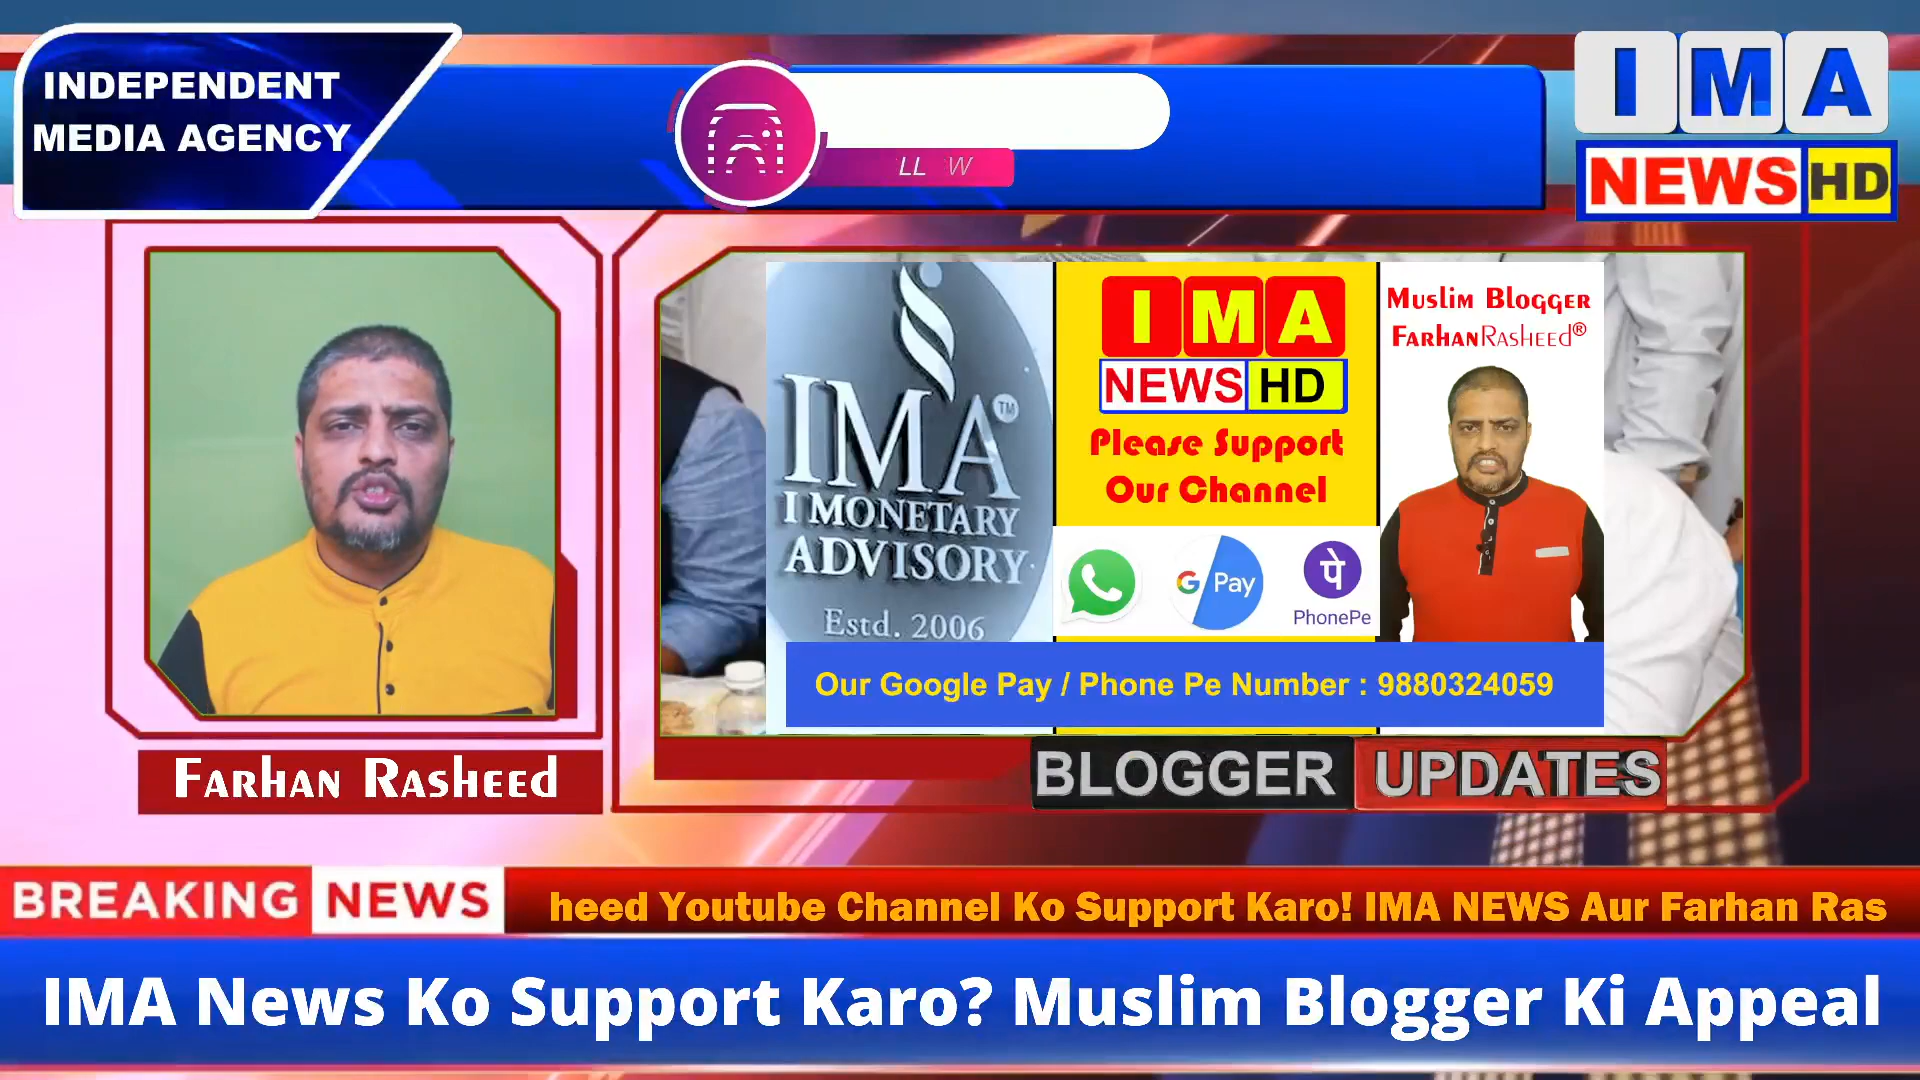 INDEPENDENT
MEDIA AGENCY
LL W
IMA
NEWS HD
IMA
TM
I MONETARY
ADVISORY
Estd. 2006
IMA
NEWS HD
Please Support
Our Channel
G Pay
पे
PhonePe
Muslim Blogger
FarhanRasheed®
Our Google Pay / Phone Pe Number : 9880324059
Farhan Rasheed
BLOGGER UPDATES
BREAKING NEWS
heed Youtube Channel Ko Support Karo! IMA NEWS Aur Farhan Ras
IMA News Ko Support Karo? Muslim Blogger Ki Appeal